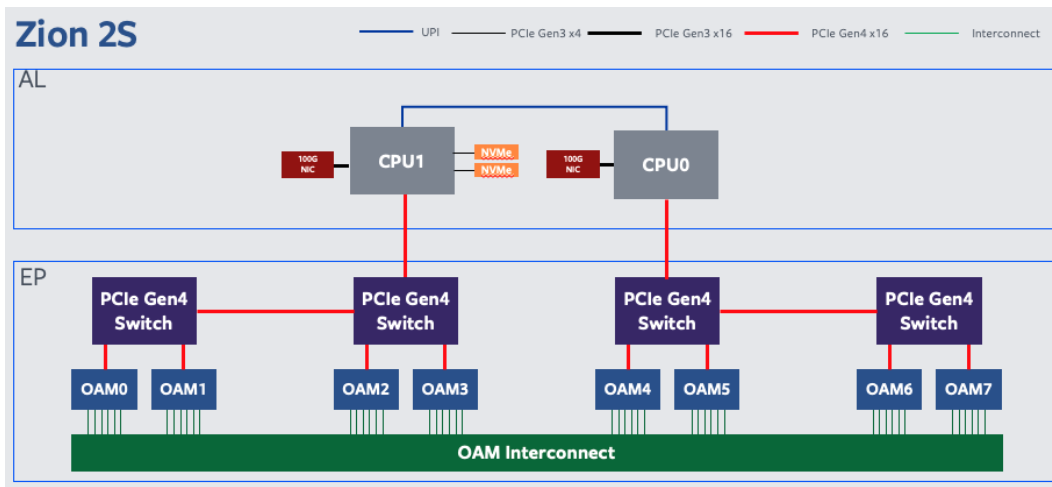 Zion 2S
UPI
PCIe Gen3 x4
PCIe Gen3 x16
PCIe Gen4 x16
Interconnect
AL
100G
NIC
CPU1
NVMe
NVMe
100G
NIC
CPU0
EP
PCIe Gen4
Switch
PCIe Gen4
Switch
PCIe Gen4
Switch
PCIe Gen4
Switch
OAM0
OAM1
OAM2
OAM3
OAM4
OAM5
OAM6
OAM7
OAM Interconnect